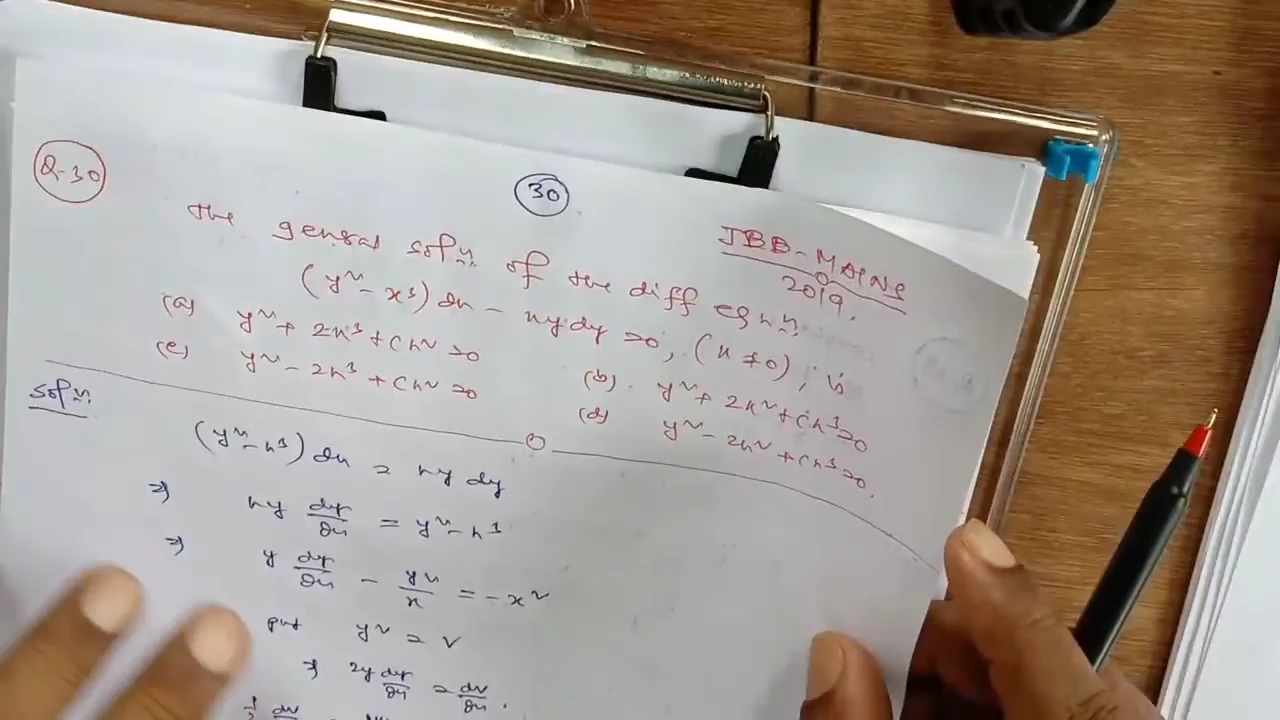 Q-30
30
JEE-MAINS
2019.
the general solⁿ. of the diff eqⁿn
(y² - x³) dx - xy dy = 0, (x ≠ 0), is
(a) y² + 2x³ + cx² = 0
(b). y² + 2x² + cx³ = 0
(c) y² - 2x³ + cx² = 0
(d) y² - 2x² + cx³ = 0.
solⁿ.
(y² - x³) dx = xy dy
⇒ xy dy/dx = y² - x³
⇒ y dy/dx - y²/x = -x²
put y² = v
⇒ 2y dy/dx = dv/dx.